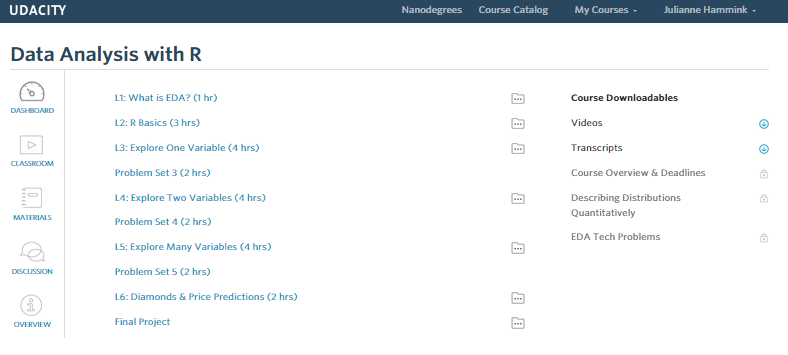 UDACITY
Nanodegrees Course Catalog My Courses Julianne Hammink
Data Analysis with R
DASHBOARD
CLASSROOM
MATERIALS
DISCUSSION
OVERVIEW
L1: What is EDA? (1 hr)
L2: R Basics (3 hrs)
L3: Explore One Variable (4 hrs)
Problem Set 3 (2 hrs)
L4: Explore Two Variables (4 hrs)
Problem Set 4 (2 hrs)
L5: Explore Many Variables (4 hrs)
Problem Set 5 (2 hrs)
L6: Diamonds & Price Predictions (2 hrs)
Final Project
Course Downloadables
Videos
Transcripts
Course Overview & Deadlines
Describing Distributions
Quantitatively
EDA Tech Problems